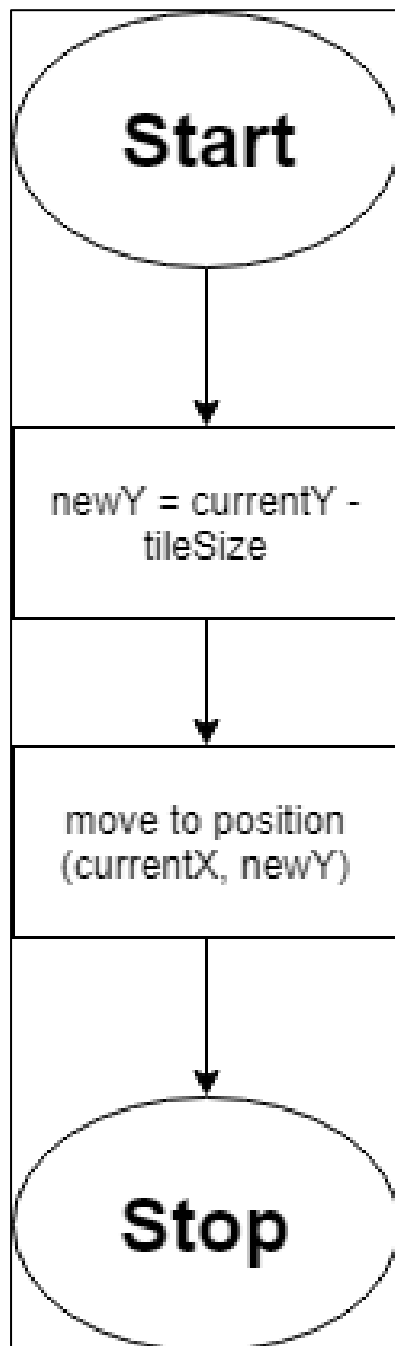 Start
newY = currentY -
tileSize
move to position
(currentX, newY)
Stop